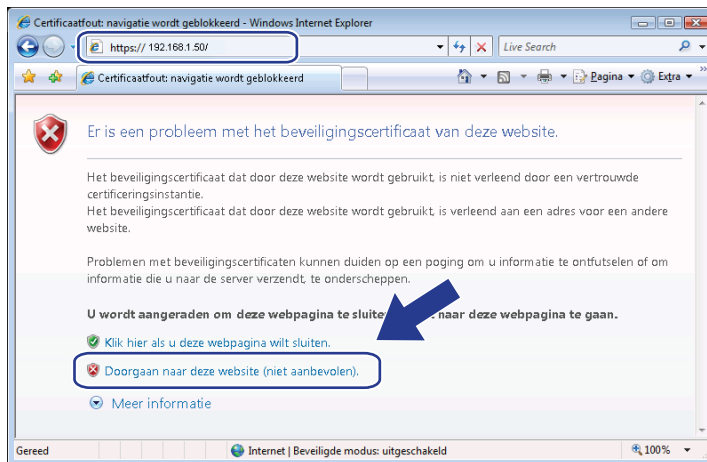 Certificaatfout: navigatie wordt geblokkeerd - Windows Internet Explorer
https://192.168.1.50/
Live Search
Certificaatfout: navigatie wordt geblokkeerd
Pagina
Extra
Er is een probleem met het beveiligingscertificaat van deze website.
Het beveiligingscertificaat dat door deze website wordt gebruikt, is niet verleend door een vertrouwde
certificeringsinstantie.
Het beveiligingscertificaat dat door deze website wordt gebruikt, is verleend aan een adres voor een andere
website.
Problemen met beveiligingscertificaten kunnen duiden op een poging om u informatie te ontfutselen of om
informatie die u naar de server verzendt, te onderscheppen.
U wordt aangeraden om deze webpagina te sluite naar deze webpagina te gaan.
Klik hier als u deze webpagina wilt sluiten.
Doorgaan naar deze website (niet aanbevolen).
Meer informatie
Gereed
Internet | Beveiligde modus: uitgeschakeld
100%